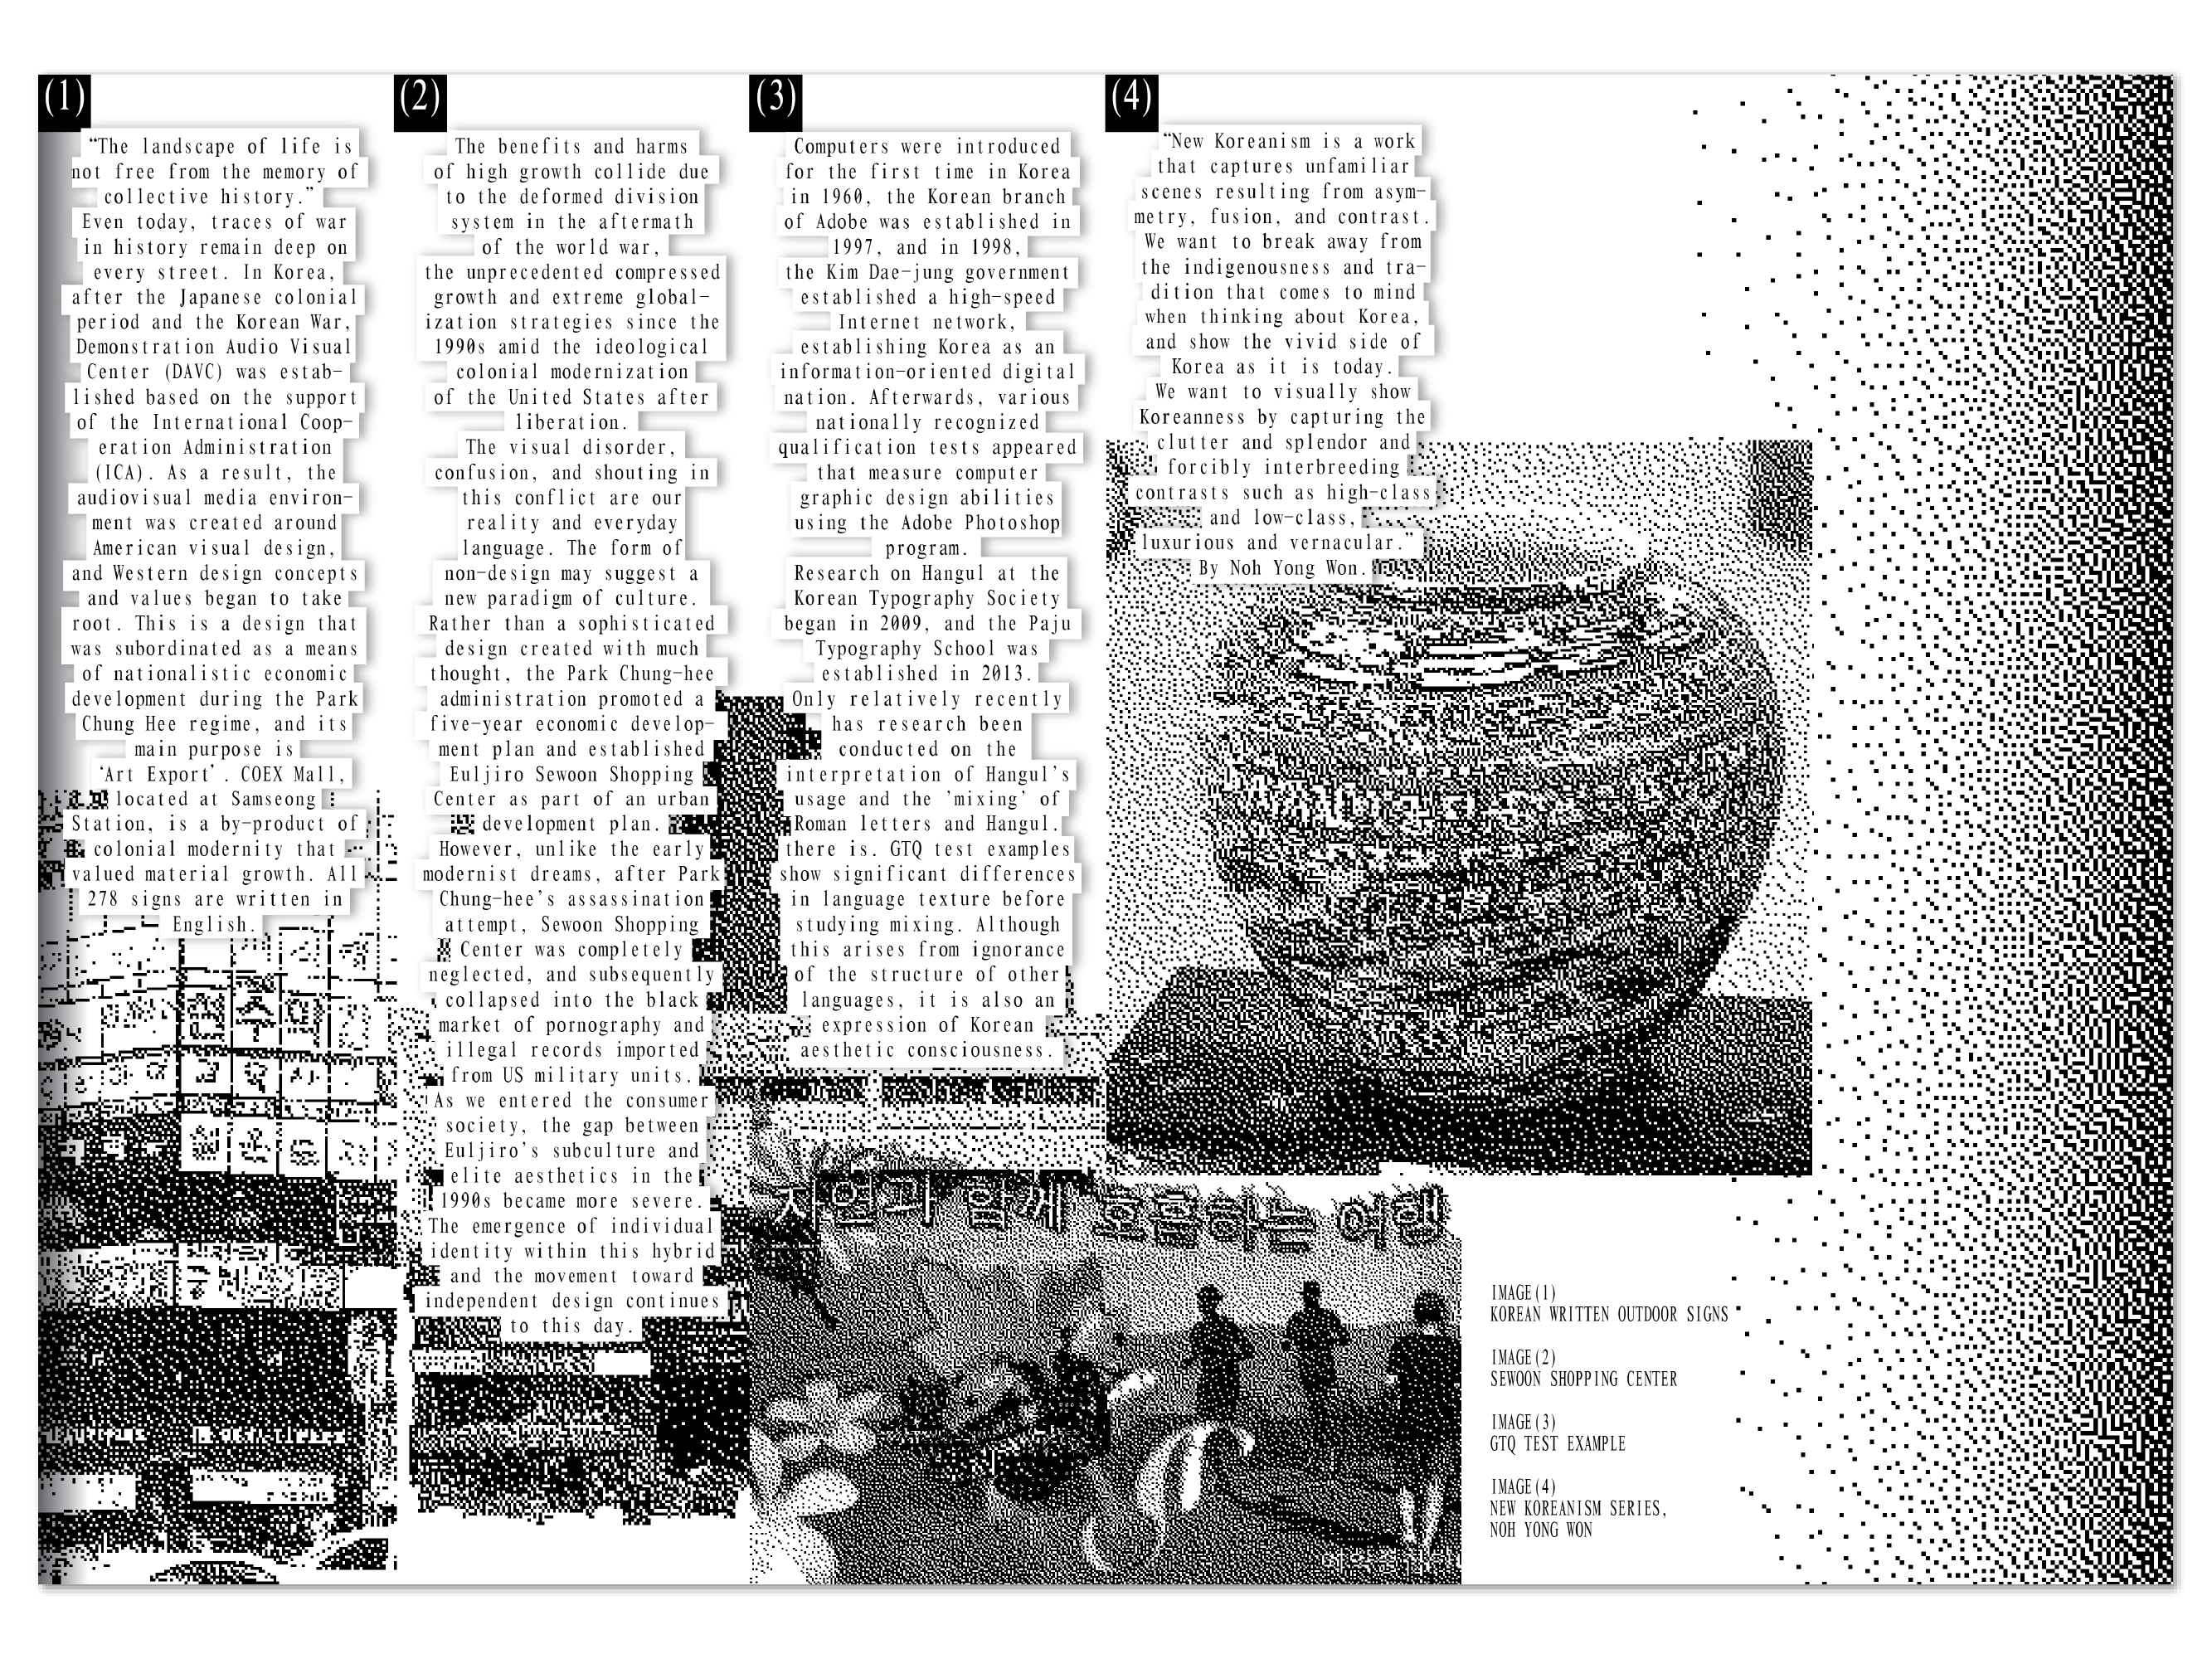 (1)
“The landscape of life is
not free from the memory of
collective history.”
Even today, traces of war
in history remain deep on
every street. In Korea,
after the Japanese colonial
period and the Korean War,
Demonstration Audio Visual
Center (DAVC) was estab-
lished based on the support
of the International Coop-
eration Administration
(ICA). As a result, the
audiovisual media environ-
ment was created around
American visual design,
and Western design concepts
and values began to take
root. This is a design that
was subordinated as a means
of nationalistic economic
development during the Park
Chung Hee regime, and its
main purpose is
‘Art Export’. COEX Mall,
located at Samseong
Station, is a by-product of
colonial modernity that
valued material growth. All
278 signs are written in
English.
(2)
The benefits and harms
of high growth collide due
to the deformed division
system in the aftermath
of the world war,
the unprecedented compressed
growth and extreme global-
ization strategies since the
1990s amid the ideological
colonial modernization
of the United States after
liberation.
The visual disorder,
confusion, and shouting in
this conflict are our
reality and everyday
language. The form of
non-design may suggest a
new paradigm of culture.
Rather than a sophisticated
design created with much
thought, the Park Chung-hee
administration promoted a
five-year economic develop-
ment plan and established
Euljiro Sewoon Shopping
Center as part of an urban
development plan.
However, unlike the early
modernist dreams, after Park
Chung-hee’s assassination
attempt, Sewoon Shopping
Center was completely
neglected, and subsequently
collapsed into the black
market of pornography and
illegal records imported
from US military units.
As we entered the consumer
society, the gap between
Euljiro’s subculture and
elite aesthetics in the
1990s became more severe.
The emergence of individual
identity within this hybrid
and the movement toward
independent design continues
to this day.
(3)
Computers were introduced
for the first time in Korea
in 1960, the Korean branch
of Adobe was established in
1997, and in 1998,
the Kim Dae-jung government
established a high-speed
Internet network,
establishing Korea as an
information-oriented digital
nation. Afterwards, various
nationally recognized
qualification tests appeared
that measure computer
graphic design abilities
using the Adobe Photoshop
program.
Research on Hangul at the
Korean Typography Society
began in 2009, and the Paju
Typography School was
established in 2013.
Only relatively recently
has research been
conducted on the
interpretation of Hangul’s
usage and the 'mixing' of
Roman letters and Hangul.
there is. GTQ test examples
show significant differences
in language texture before
studying mixing. Although
this arises from ignorance
of the structure of other
languages, it is also an
expression of Korean
aesthetic consciousness.
자연과 함께 호흡하는 여행
(4)
“New Koreanism is a work
that captures unfamiliar
scenes resulting from asym-
metry, fusion, and contrast.
We want to break away from
the indigenousness and tra-
dition that comes to mind
when thinking about Korea,
and show the vivid side of
Korea as it is today.
We want to visually show
Koreanness by capturing the
clutter and splendor and
forcibly interbreeding
contrasts such as high-class
and low-class,
luxurious and vernacular.”
By Noh Yong Won.
IMAGE(1)
KOREAN WRITTEN OUTDOOR SIGNS
IMAGE(2)
SEWOON SHOPPING CENTER
IMAGE(3)
GTQ TEST EXAMPLE
IMAGE(4)
NEW KOREANISM SERIES,
NOH YONG WON